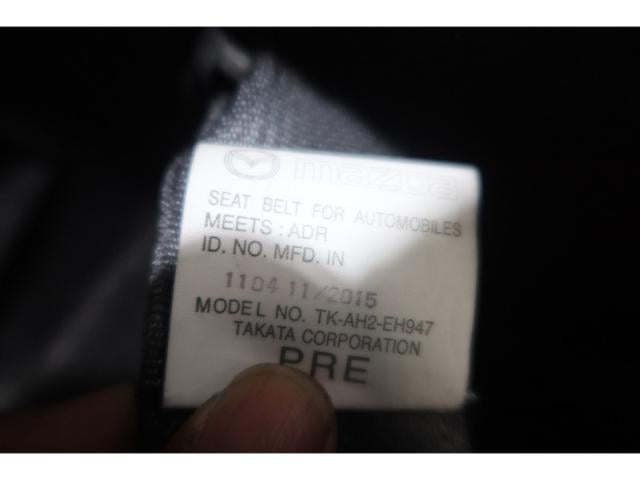 mazda
SEAT BELT FOR AUTOMOBILES
MEETS : ADR
ID. NO. MFD. IN
1104 11/2015
MODEL NO. TK-AH2-EH947
TAKATA CORPORATION
PRE